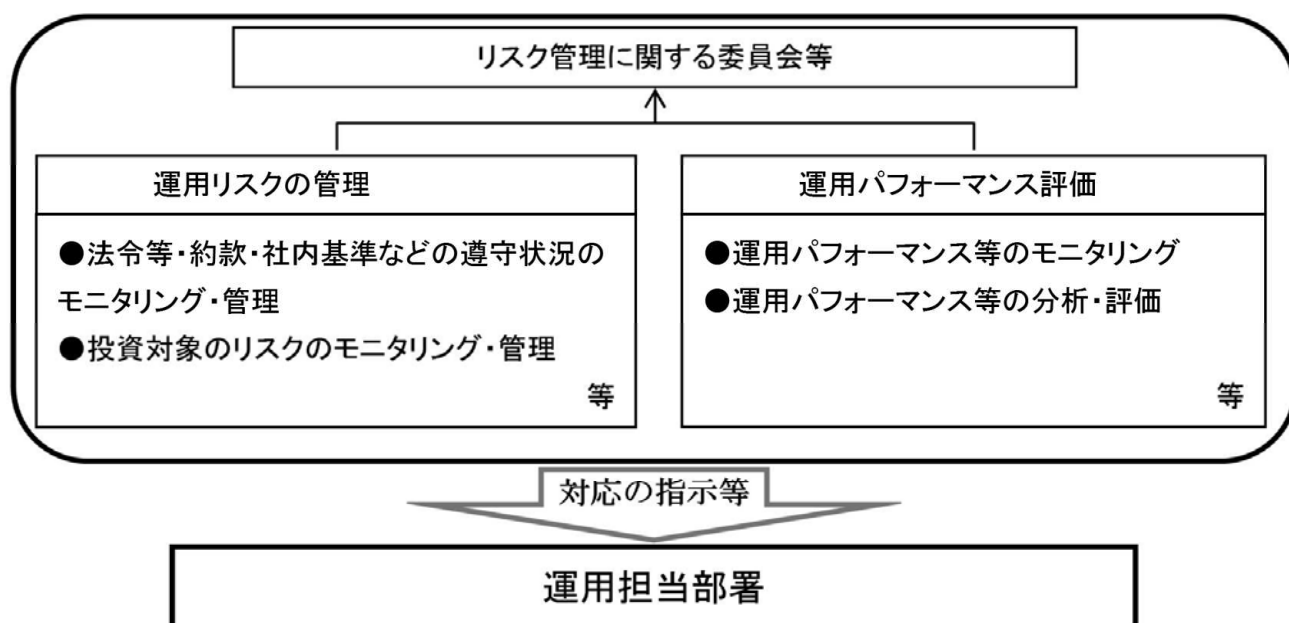 リスク管理に関する委員会等
運用リスクの管理
●法令等・約款・社内基準などの遵守状況の
モニタリング・管理
●投資対象のリスクのモニタリング・管理
等
運用パフォーマンス評価
●運用パフォーマンス等のモニタリング
●運用パフォーマンス等の分析・評価
等
対応の指示等
運用担当部署